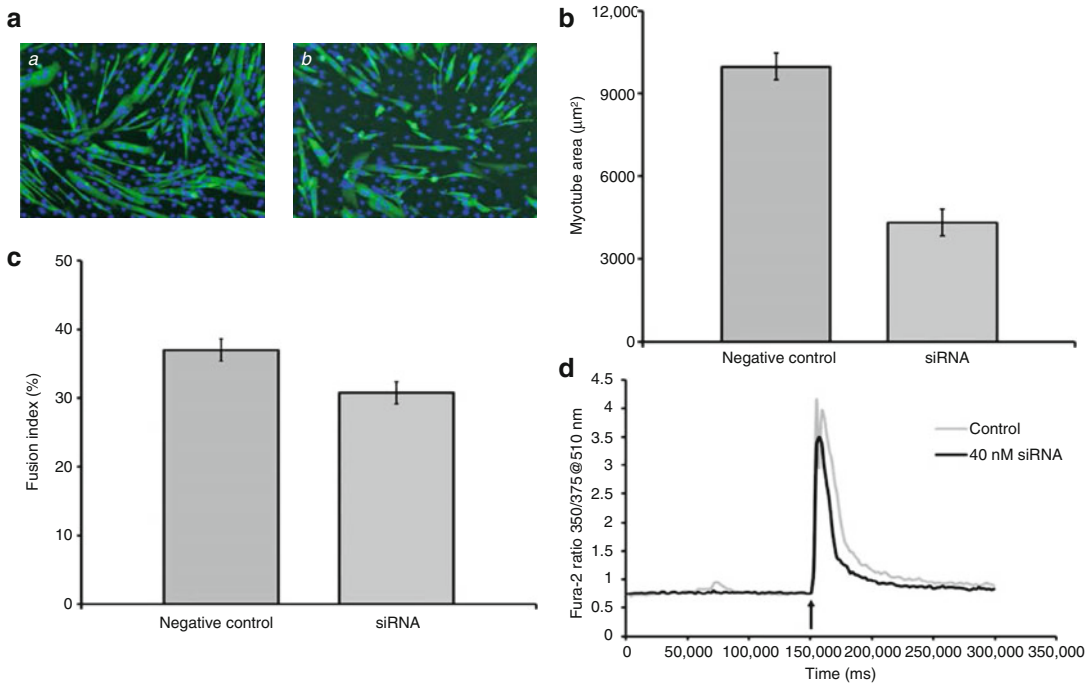 a
a
b
b
12,000
9000
6000
3000
0
Myotube area (µm²)
Negative control
siRNA
c
50
40
30
20
10
0
Fusion index (%)
Negative control
siRNA
d
4.5
4
3.5
3
2.5
2
1.5
1
0.5
0
Fura-2 ratio 350/375@510 nm
Control
40 nM siRNA
0 50,000 100,000 150,000 200,000 250,000 300,000 350,000
Time (ms)